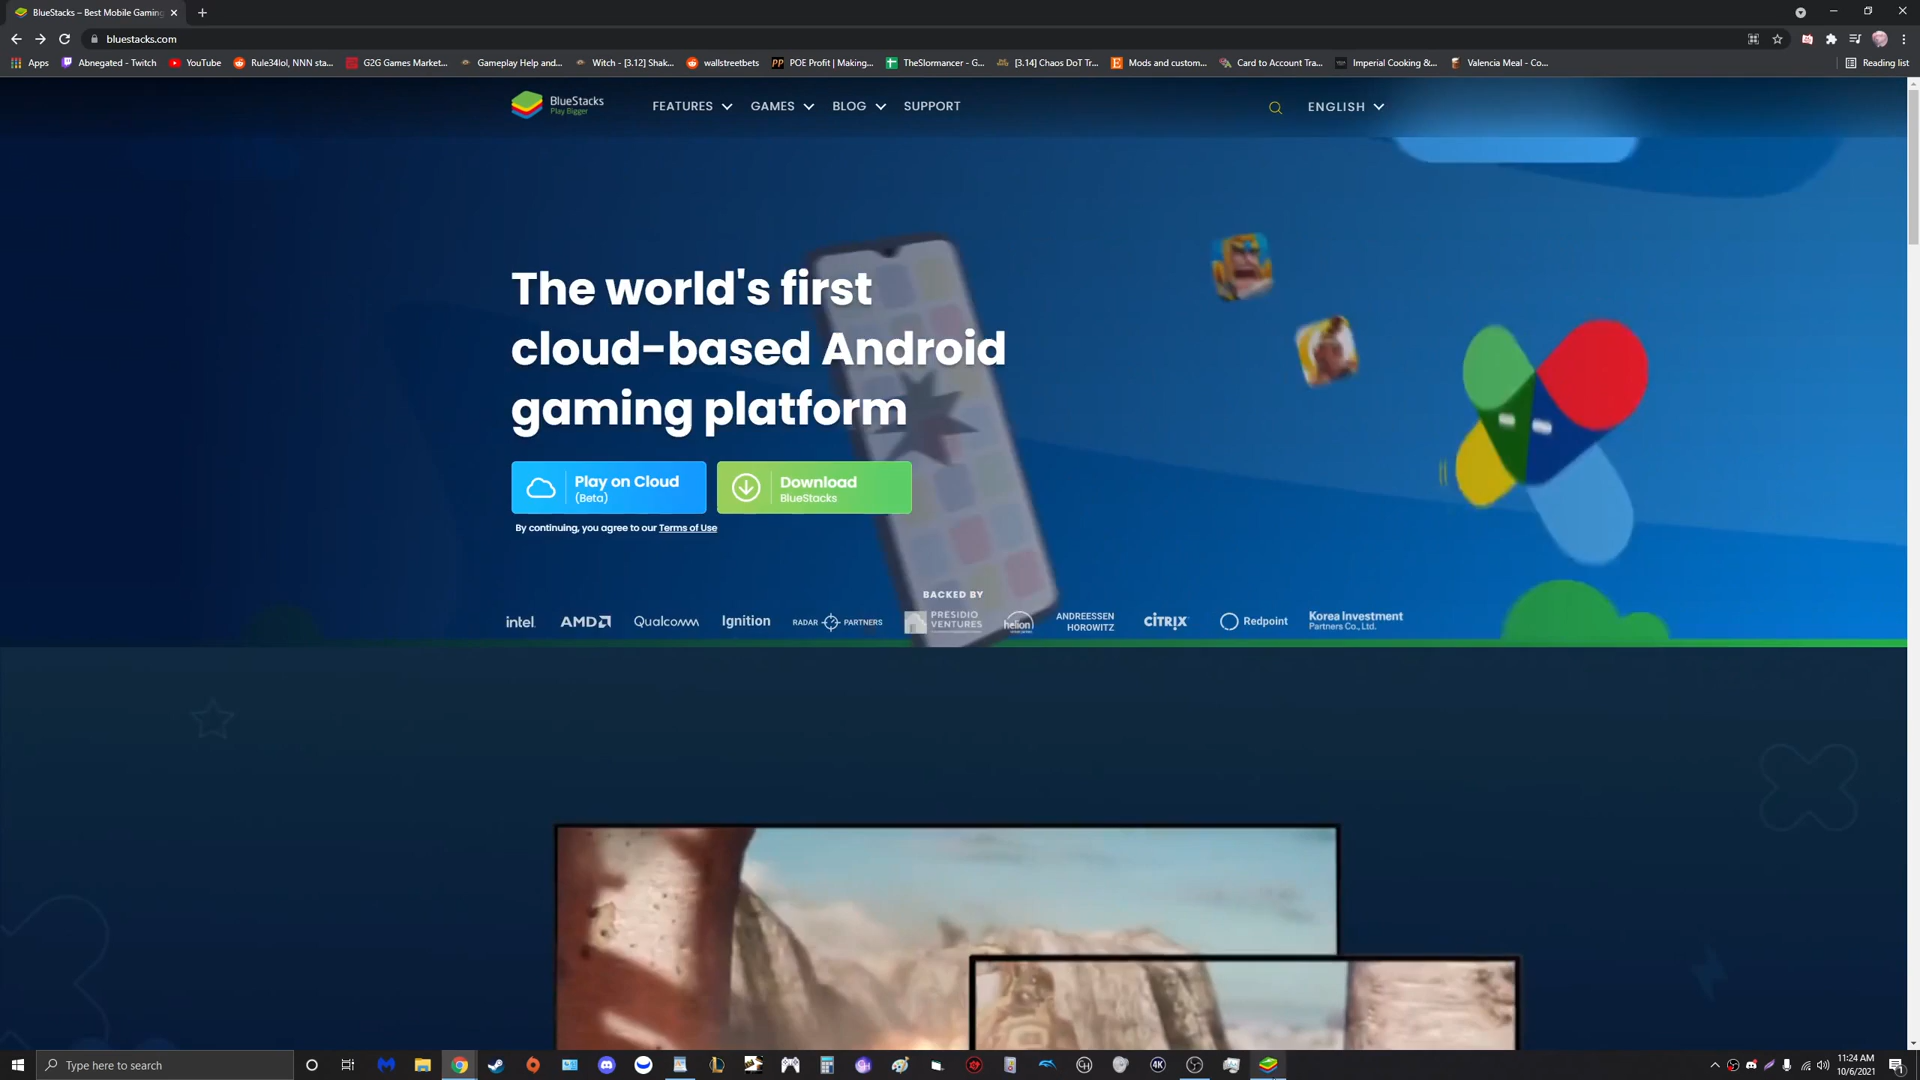 BlueStacks – Best Mobile Gaming
bluestacks.com
Apps
Abnegated - Twitch
YouTube
Rule34lol, NNN sta...
G2G Games Market...
Gameplay Help and...
Witch - [3.12] Shak...
wallstreetbets
POE Profit | Making...
TheSlormancer - G...
[3.14] Chaos DoT Tr...
Mods and custom...
Card to Account Tra...
Imperial Cooking &...
Valencia Meal - Co...
Reading list
BlueStacks
Play Bigger
FEATURES
GAMES
BLOG
SUPPORT
ENGLISH
The world's first
cloud-based Android
gaming platform
Play on Cloud
(Beta)
Download
BlueStacks
By continuing, you agree to our Terms of Use
BACKED BY
intel.
AMD
Qualcomm
Ignition
RADAR PARTNERS
PRESIDIO
VENTURES
helion
ANDREESSEN
HOROWITZ
CITRIX
Redpoint
Korea Investment
Partners Co., Ltd.
Type here to search
11:24 AM
10/6/2021